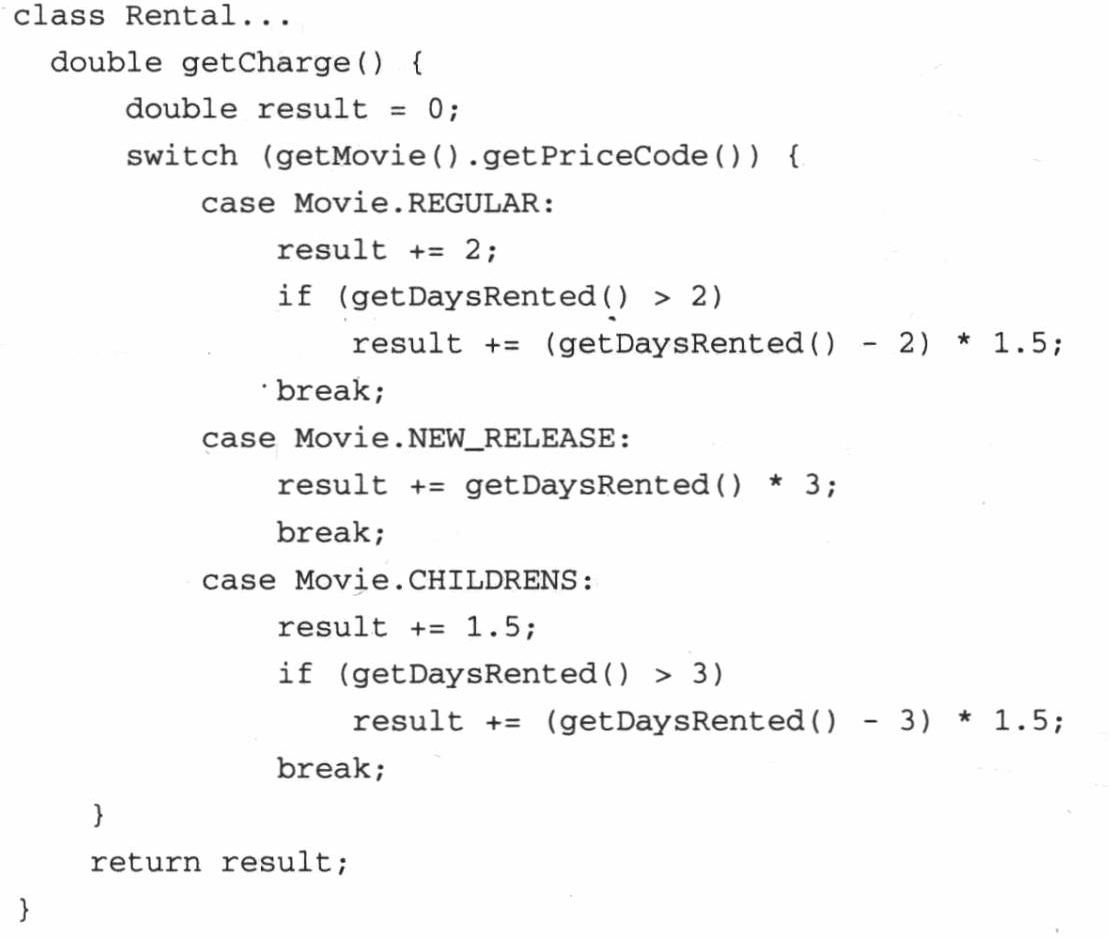 class Rental...
  double getCharge() {
      double result = 0;
      switch (getMovie().getPriceCode()) {
          case Movie.REGULAR:
              result += 2;
              if (getDaysRented() > 2)
                  result += (getDaysRented() - 2) * 1.5;
              break;
          case Movie.NEW_RELEASE:
              result += getDaysRented() * 3;
              break;
          case Movie.CHILDRENS:
              result += 1.5;
              if (getDaysRented() > 3)
                  result += (getDaysRented() - 3) * 1.5;
              break;
    }
    return result;
}